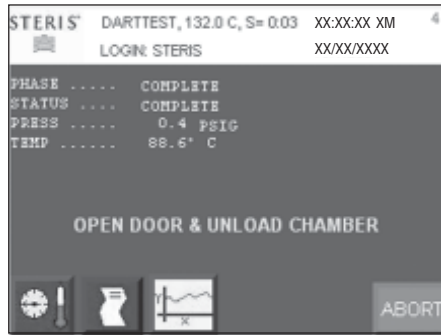 STERIS® DARTTEST, 132.0 C, S= 0:03 XX:XX:XX XM 4
LOGIN: STERIS XX/XX/XXXX
PHASE ..... COMPLETE
STATUS ..... COMPLETE
PRESS ..... 0.4 PSIG
TEMP ...... 88.6° C
OPEN DOOR & UNLOAD CHAMBER
ABORT